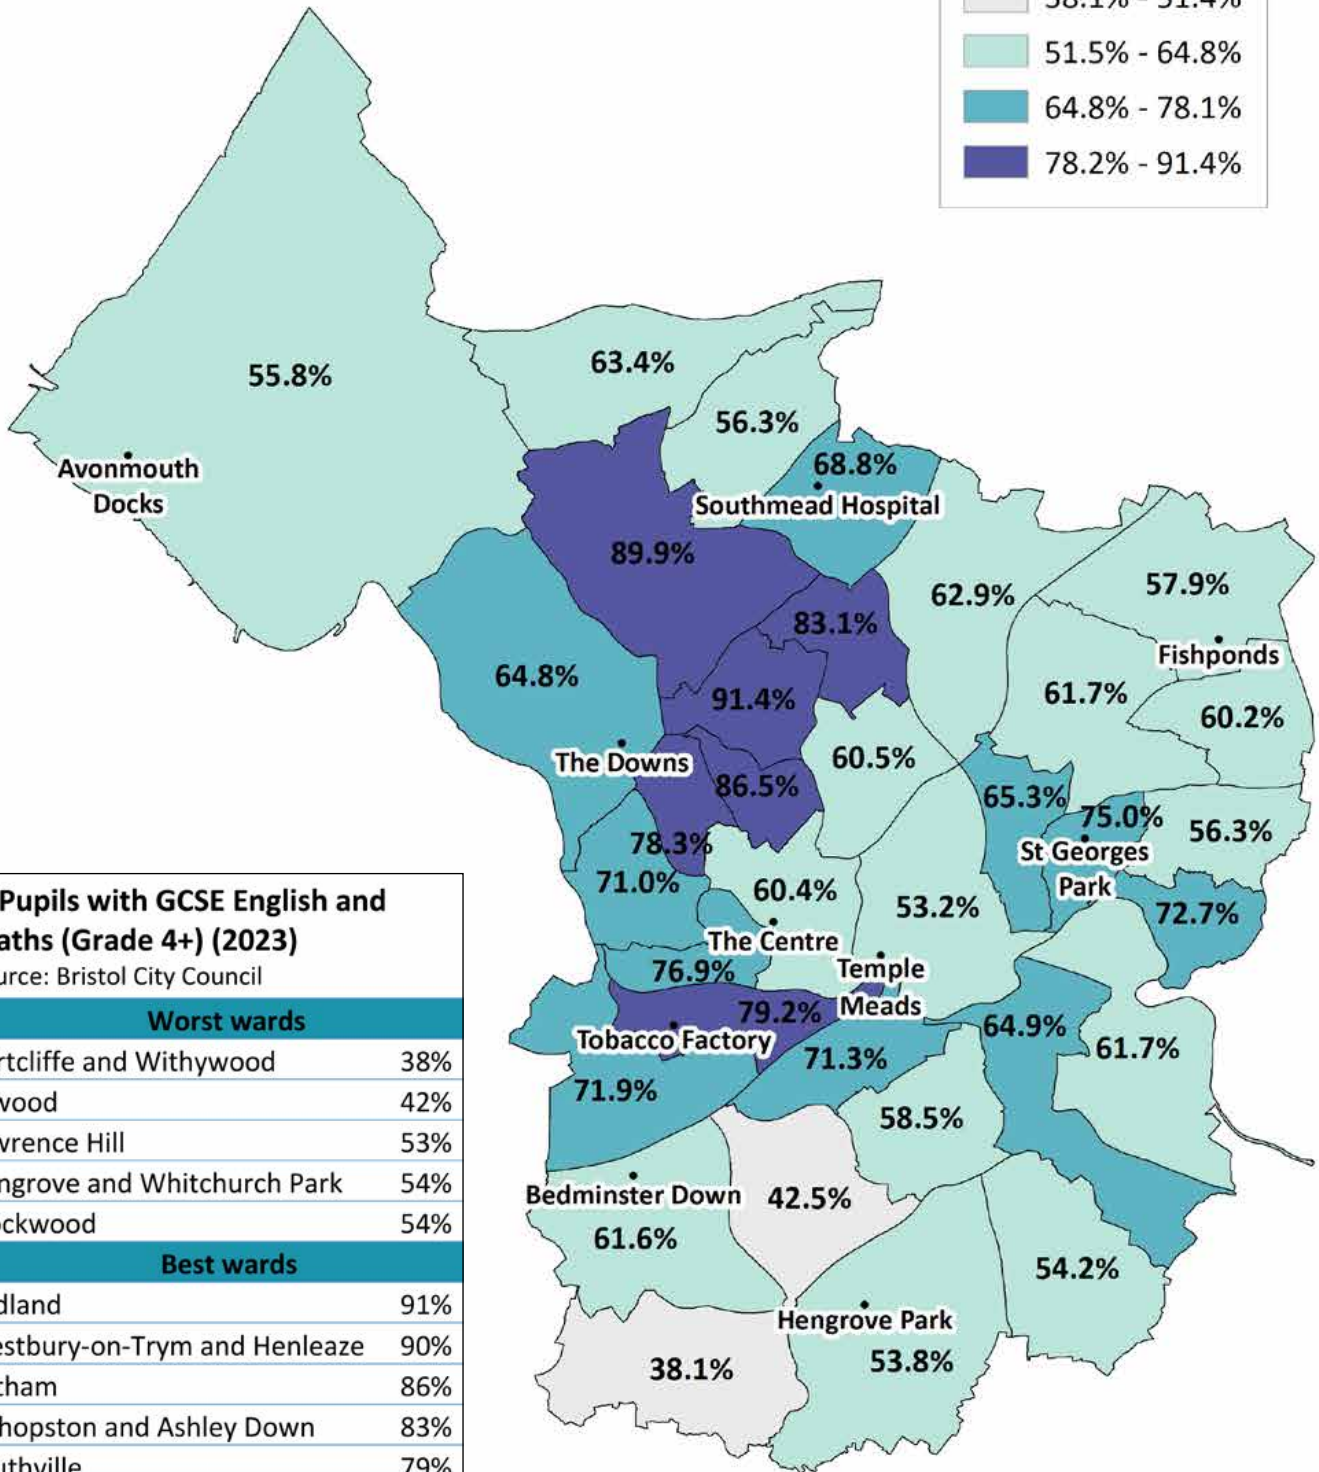 38.1% - 51.4%
51.5% - 64.8%
64.8% - 78.1%
78.2% - 91.4%
55.8%
63.4%
56.3%
68.8%
Avonmouth
Docks
Southmead Hospital
89.9%
62.9%
57.9%
83.1%
Fishponds
64.8%
91.4%
61.7%
60.2%
The Downs
60.5%
86.5%
65.3%
75.0%
56.3%
78.3%
St Georges
Park
71.0%
60.4%
53.2%
72.7%
The Centre
76.9%
Temple
Meads
79.2%
Tobacco Factory
64.9%
61.7%
71.3%
71.9%
58.5%
Bedminster Down
42.5%
61.6%
54.2%
Hengrove Park
53.8%
38.1%
Pupils with GCSE English and
aths (Grade 4+) (2023)
urce: Bristol City Council
Worst wards
rtcliffe and Withywood 38%
wood 42%
wrence Hill 53%
ngrove and Whitchurch Park 54%
ockwood 54%
Best wards
dland 91%
estbury-on-Trym and Henleaze 90%
tham 86%
hopston and Ashley Down 83%
uthville 79%